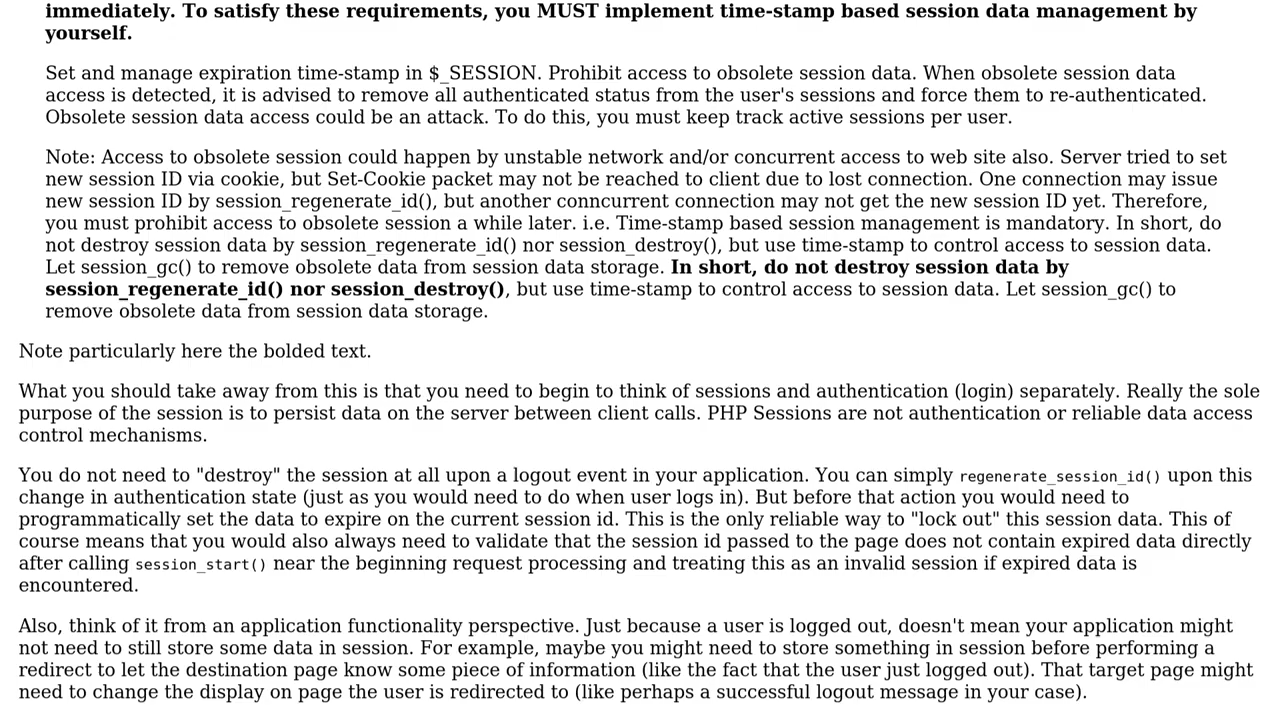 immediately. To satisfy these requirements, you MUST implement time-stamp based session data management by
yourself.
Set and manage expiration time-stamp in $_SESSION. Prohibit access to obsolete session data. When obsolete session data
access is detected, it is advised to remove all authenticated status from the user's sessions and force them to re-authenticated.
Obsolete session data access could be an attack. To do this, you must keep track active sessions per user.
Note: Access to obsolete session could happen by unstable network and/or concurrent access to web site also. Server tried to set
new session ID via cookie, but Set-Cookie packet may not be reached to client due to lost connection. One connection may issue
new session ID by session_regenerate_id(), but another conncurrent connection may not get the new session ID yet. Therefore,
you must prohibit access to obsolete session a while later. i.e. Time-stamp based session management is mandatory. In short, do
not destroy session data by session_regenerate_id() nor session_destroy(), but use time-stamp to control access to session data.
Let session_gc() to remove obsolete data from session data storage. In short, do not destroy session data by
session_regenerate_id() nor session_destroy(), but use time-stamp to control access to session data. Let session_gc() to
remove obsolete data from session data storage.
Note particularly here the bolded text.
What you should take away from this is that you need to begin to think of sessions and authentication (login) separately. Really the sole
purpose of the session is to persist data on the server between client calls. PHP Sessions are not authentication or reliable data access
control mechanisms.
You do not need to "destroy" the session at all upon a logout event in your application. You can simply regenerate_session_id() upon this
change in authentication state (just as you would need to do when user logs in). But before that action you would need to
programmatically set the data to expire on the current session id. This is the only reliable way to "lock out" this session data. This of
course means that you would also always need to validate that the session id passed to the page does not contain expired data directly
after calling session_start() near the beginning request processing and treating this as an invalid session if expired data is
encountered.
Also, think of it from an application functionality perspective. Just because a user is logged out, doesn't mean your application might
not need to still store some data in session. For example, maybe you might need to store something in session before performing a
redirect to let the destination page know some piece of information (like the fact that the user just logged out). That target page might
need to change the display on page the user is redirected to (like perhaps a successful logout message in your case).